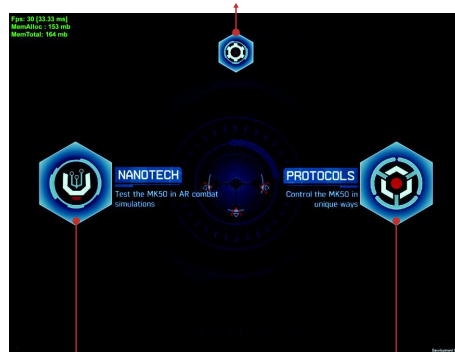 Fps: 30 [33.33 ms]
MemAlloc : 153 mb
MemTotal: 164 mb
NANOTECH
Test the MK50 in AR combat
simulations
PROTOCOLS
Control the MK50 in
unique ways
Development